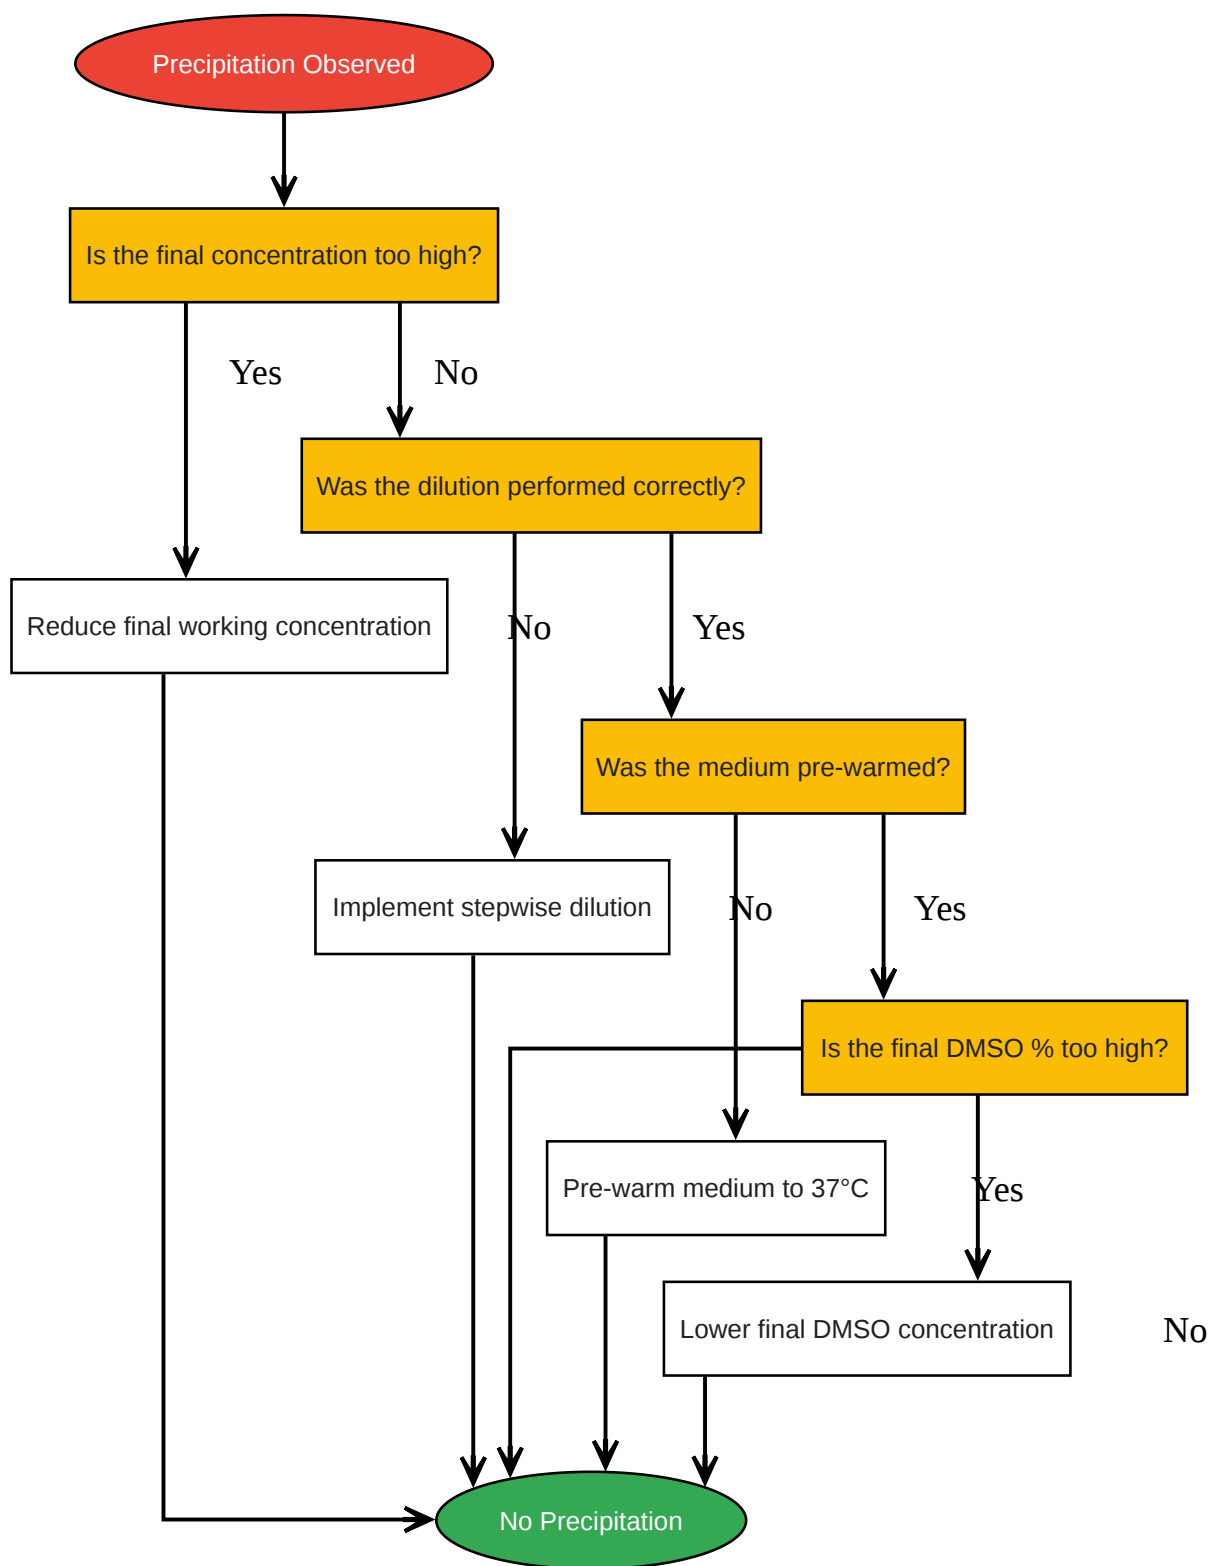 Precipitation Observed
Is the final concentration too high?
Yes
No
Was the dilution performed correctly?
Reduce final working concentration
No
Yes
Was the medium pre-warmed?
Implement stepwise dilution
No
Yes
Is the final DMSO % too high?
Pre-warm medium to 37°C
Yes
Lower final DMSO concentration
No
No Precipitation